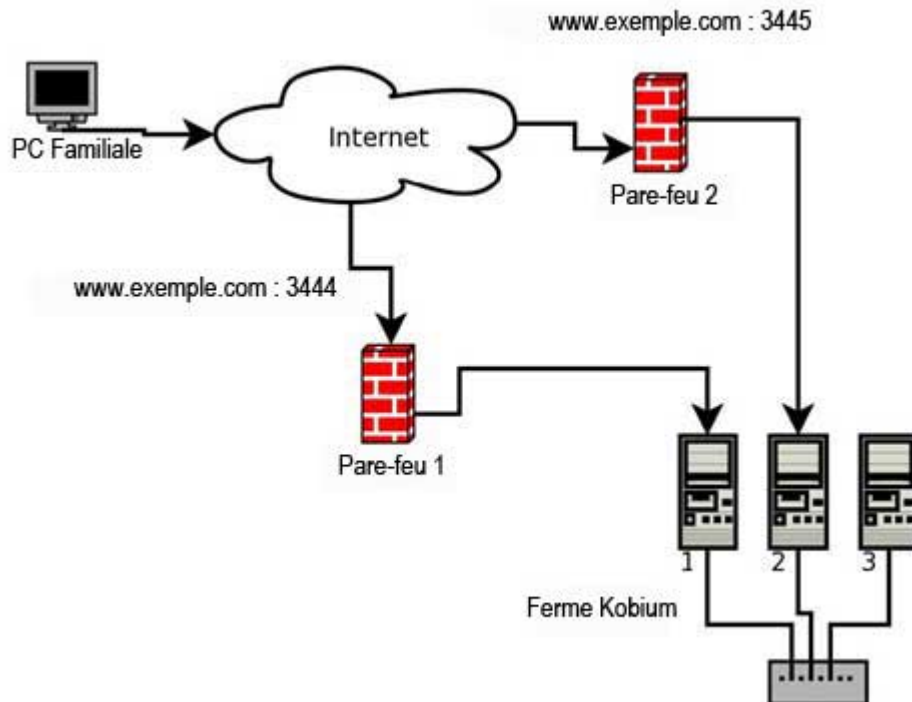 www.exemple.com : 3445
PC Familiale
Internet
Pare-feu 2
www.exemple.com : 3444
Pare-feu 1
1
2
3
Ferme Kobium